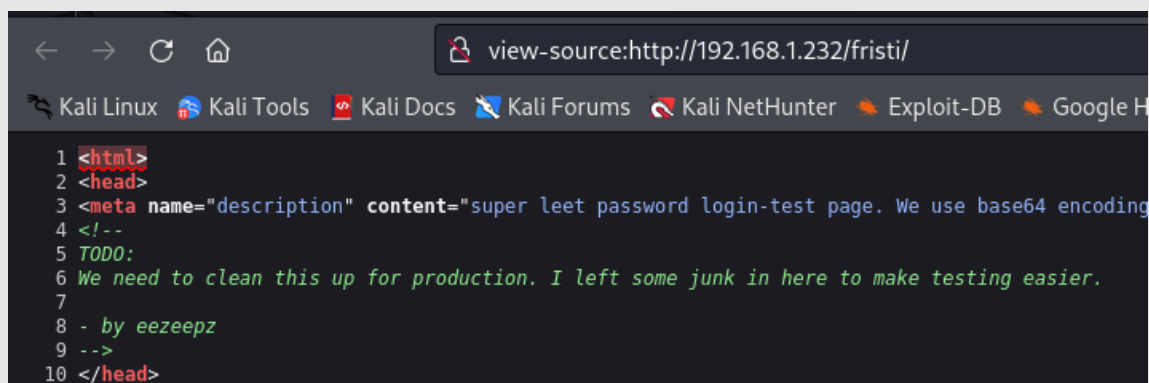 view-source:http://192.168.1.232/fristi/
Kali Linux Kali Tools Kali Docs Kali Forums Kali NetHunter Exploit-DB Google H
1 <html>
2 <head>
3 <meta name="description" content="super leet password login-test page. We use base64 encoding
4 <!--
5 TODO:
6 We need to clean this up for production. I left some junk in here to make testing easier.
7
8 - by eezeepz
9 -->
10 </head>